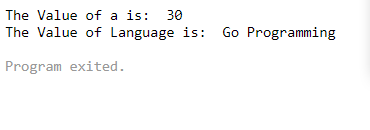 The Value of a is:  30
The Value of Language is:  Go Programming
Program exited.